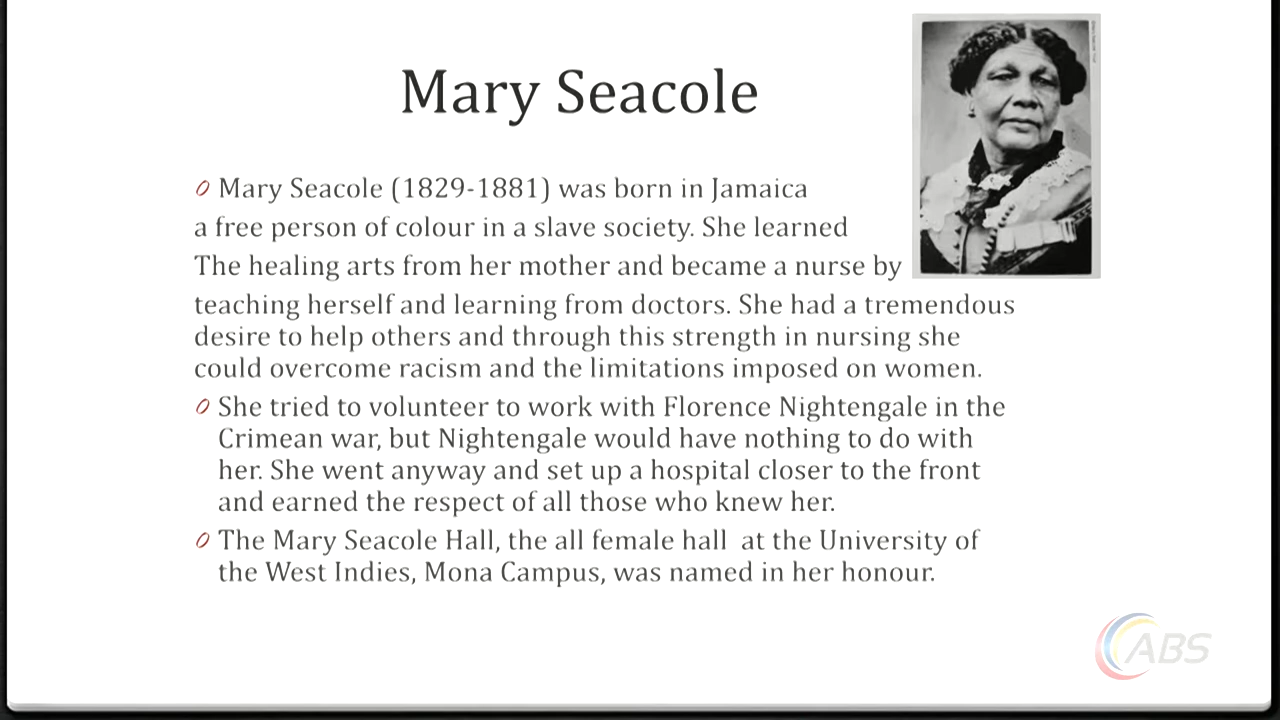 Mary Seacole
Mary Seacole (1829-1881) was born in Jamaica
a free person of colour in a slave society. She learned
The healing arts from her mother and became a nurse by
teaching herself and learning from doctors. She had a tremendous
desire to help others and through this strength in nursing she
could overcome racism and the limitations imposed on women.
She tried to volunteer to work with Florence Nightengale in the
Crimean war, but Nightengale would have nothing to do with
her. She went anyway and set up a hospital closer to the front
and earned the respect of all those who knew her.
The Mary Seacole Hall, the all female hall at the University of
the West Indies, Mona Campus, was named in her honour.
ABS